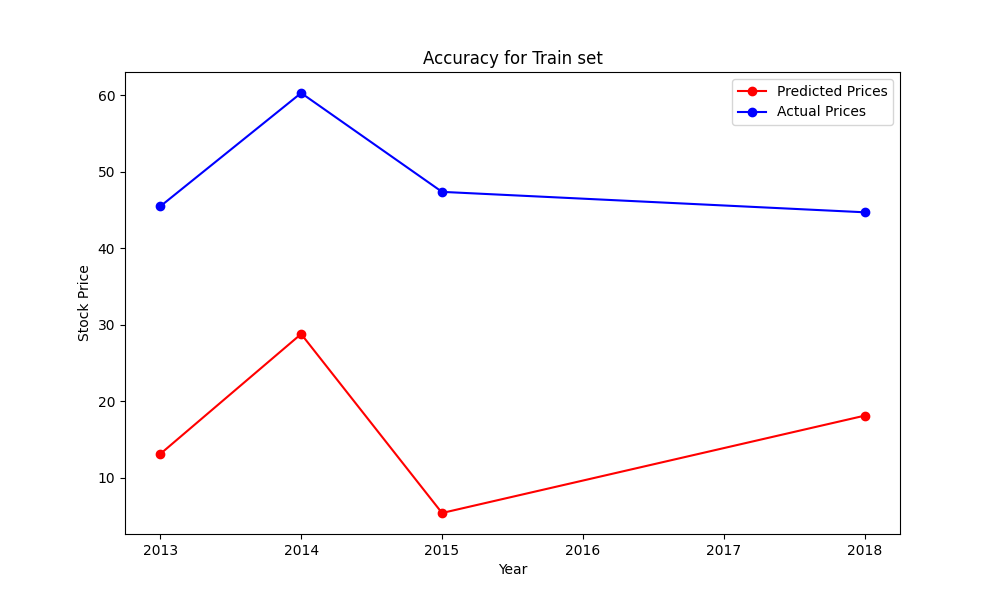 Accuracy for Train set
Predicted Prices
Actual Prices
60
50
40
30
20
10
Stock Price
2013 2014 2015 2016 2017 2018
Year